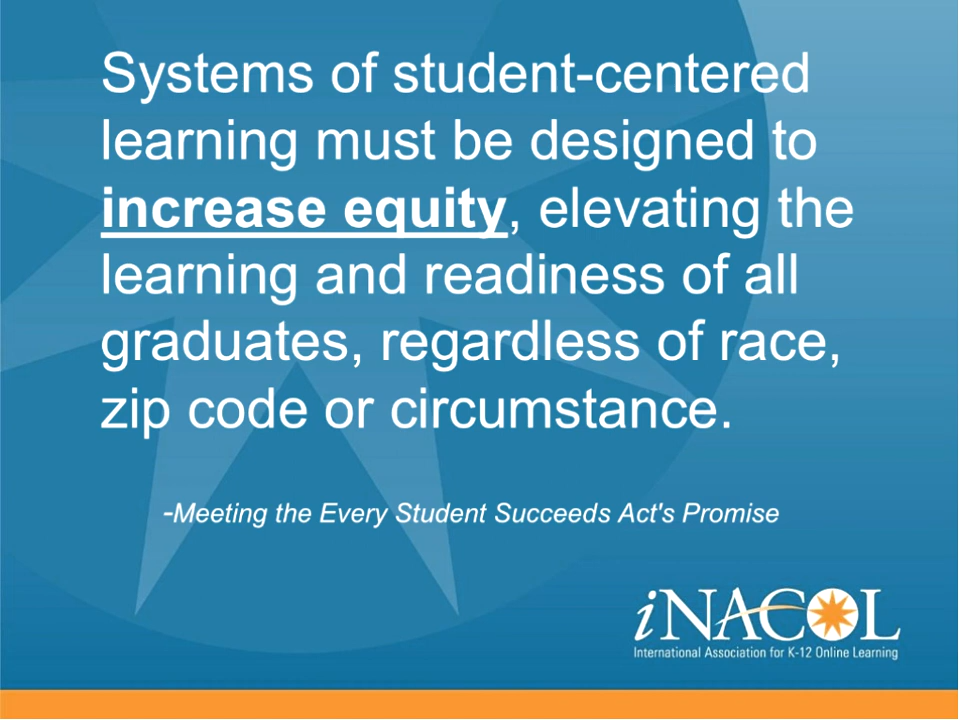 Systems of student-centered
learning must be designed to
increase equity, elevating the
learning and readiness of all
graduates, regardless of race,
zip code or circumstance.
-Meeting the Every Student Succeeds Act's Promise
iNACOL
International Association for K-12 Online Learning